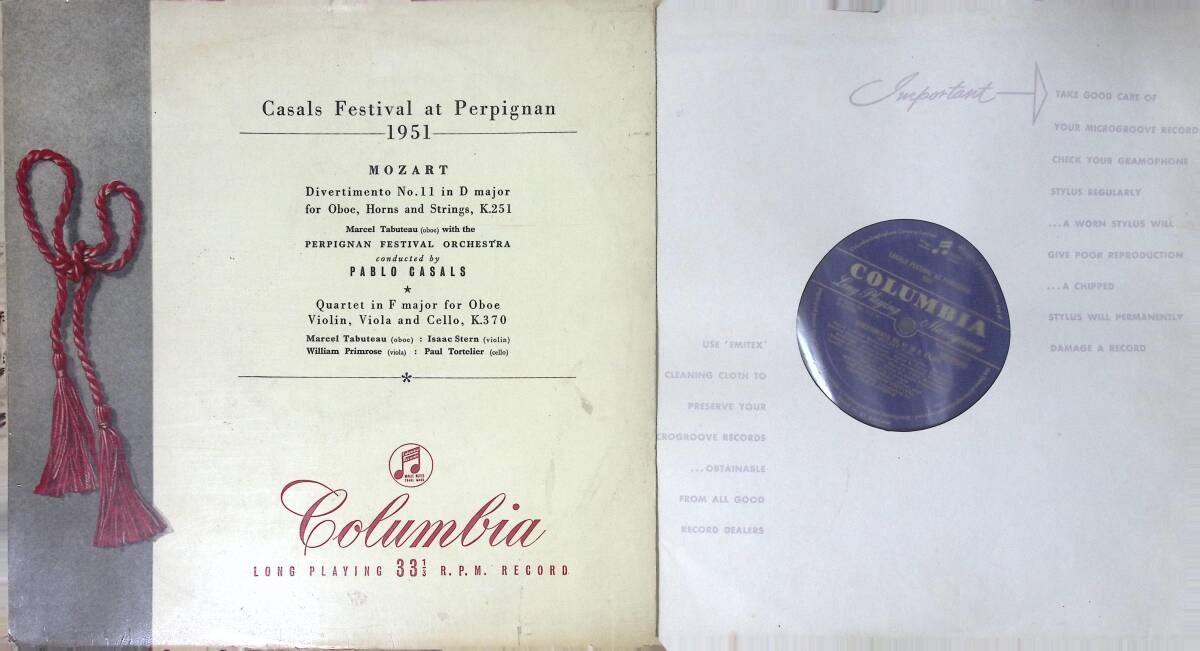 Casals Festival at Perpignan
1951
MOZART
Divertimento No.11 in D major
for Oboe, Horns and Strings, K.251
Marcel Tabuteau (oboe) with the
PERPIGNAN FESTIVAL ORCHESTRA
conducted by
PABLO CASALS
Quartet in F major for Oboe
Violin, Viola and Cello, K.370
Marcel Tabuteau (oboe) : Isaac Stern (violin)
William Primrose (viola) : Paul Tortelier (cello)
*
MAGIC NOTES
TRADE MARK
Columbia
LONG PLAYING 33⅓ R.P.M. RECORD
Important
TAKE GOOD CARE OF
YOUR MICROGROOVE RECORD
CHECK YOUR GRAMOPHONE
STYLUS REGULARLY
...A WORN STYLUS WILL
GIVE POOR REPRODUCTION
...A CHIPPED
STYLUS WILL PERMANENTLY
DAMAGE A RECORD
USE 'EMITEX'
CLEANING CLOTH TO
PRESERVE YOUR
CROGROOVE RECORDS
...OBTAINABLE
FROM ALL GOOD
RECORD DEALERS
COLUMBIA
Long Playing Microgroove